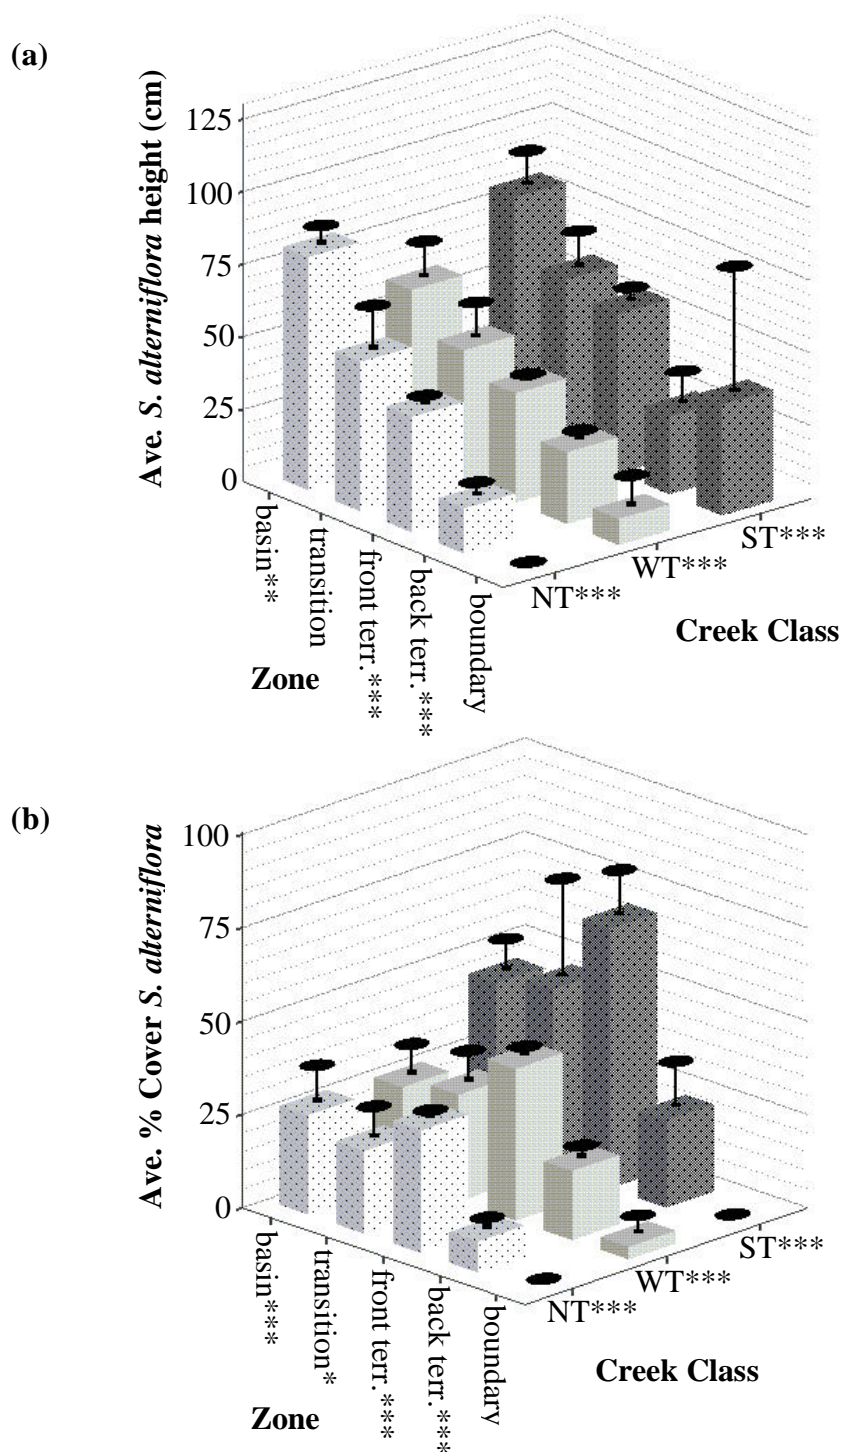 (a)
Ave. S. alterniflora height (cm)
125
100
75
50
25
0
basin**
transition
front terr.***
back terr.***
boundary
Zone
NT***
WT***
ST***
Creek Class
(b)
Ave. % Cover S. alterniflora
100
75
50
25
0
basin***
transition*
front terr.***
back terr.***
boundary
Zone
NT***
WT***
ST***
Creek Class